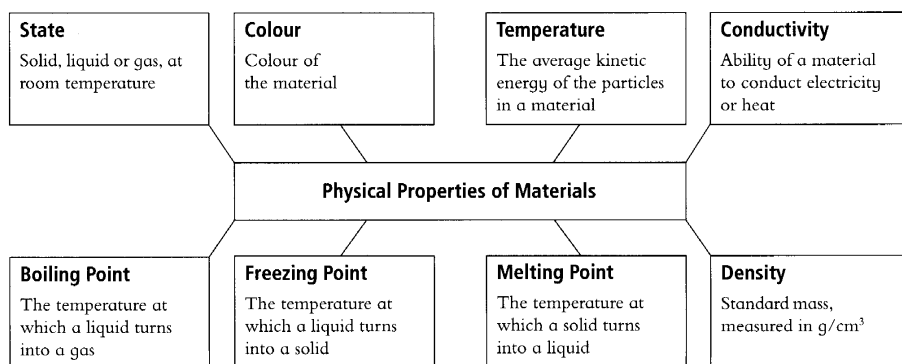 State
Solid, liquid or gas, at
room temperature
Colour
Colour of
the material
Temperature
The average kinetic
energy of the particles
in a material
Conductivity
Ability of a material
to conduct electricity
or heat
Physical Properties of Materials
Boiling Point
The temperature at
which a liquid turns
into a gas
Freezing Point
The temperature at
which a liquid turns
into a solid
Melting Point
The temperature at
which a solid turns
into a liquid
Density
Standard mass,
measured in g/cm³